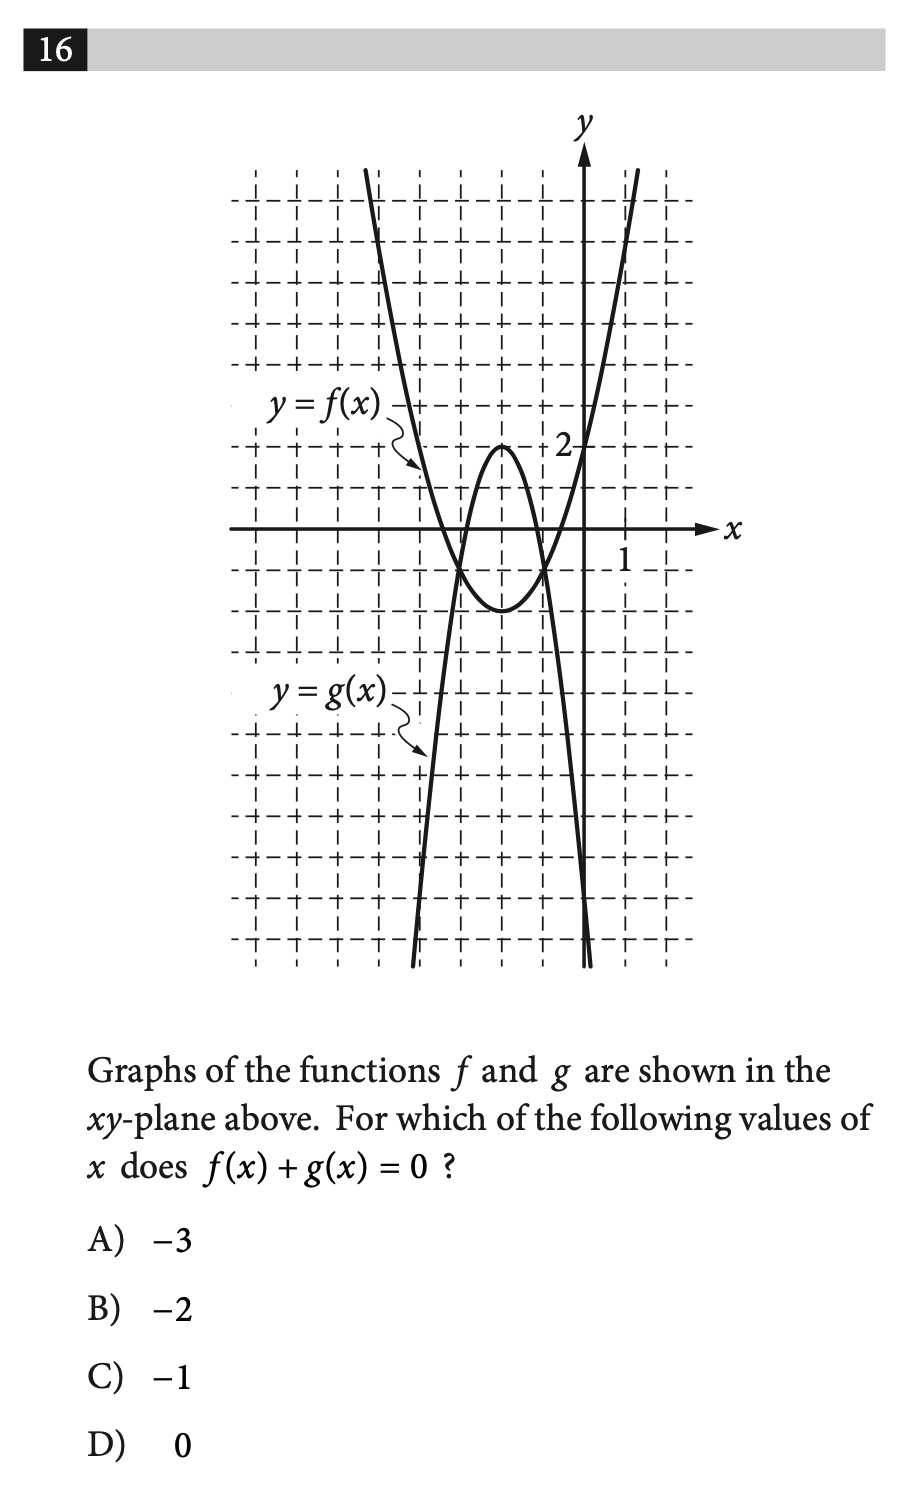 16
y
y = f(x)
2
x
1
y = g(x)
Graphs of the functions f and g are shown in the
xy-plane above. For which of the following values of
x does f(x) + g(x) = 0 ?
A) −3
B) −2
C) −1
D) 0